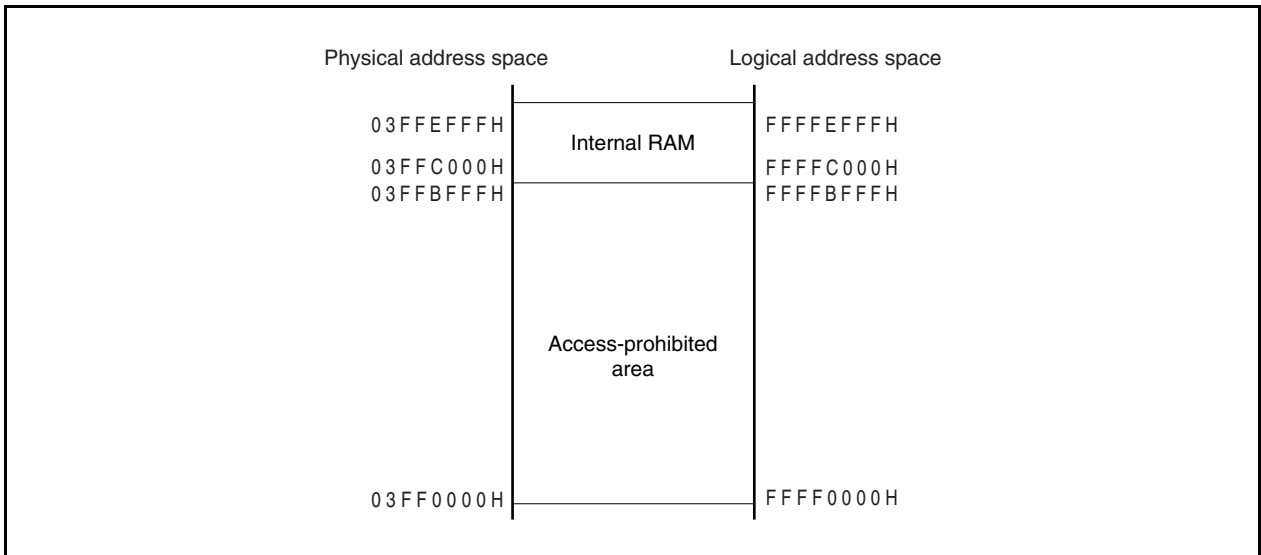 Physical address space Logical address space
03FFEFFFH FFFFEFFFH
Internal RAM
03FFC000H FFFFC000H
03FFBFFFH FFFFBFFFH
Access-prohibited
area
03FF0000H FFFF0000H